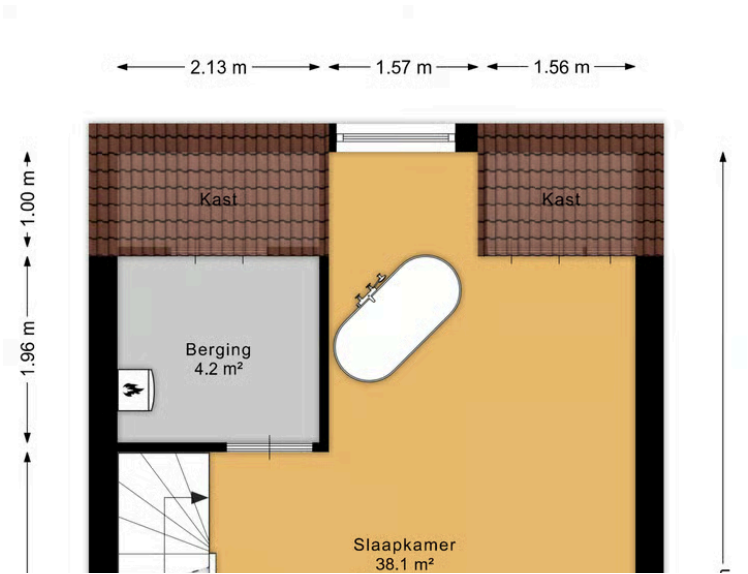 2.13 m
1.57 m
1.56 m
1.00 m
Kast
Kast
1.96 m
Berging
4.2 m²
Slaapkamer
38.1 m²